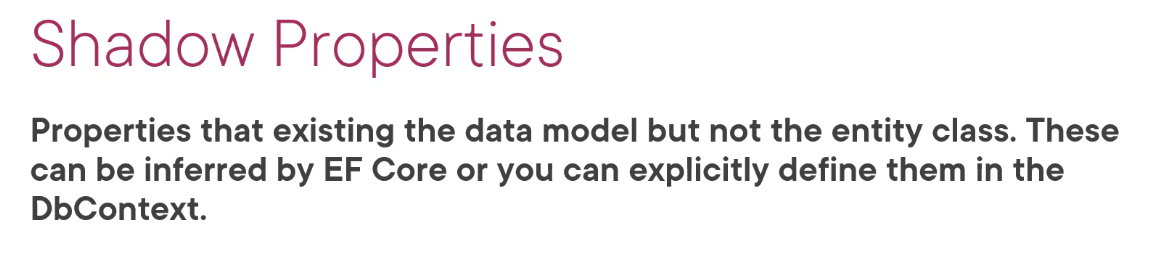 Shadow Properties
Properties that existing the data model but not the entity class. These
can be inferred by EF Core or you can explicitly define them in the
DbContext.